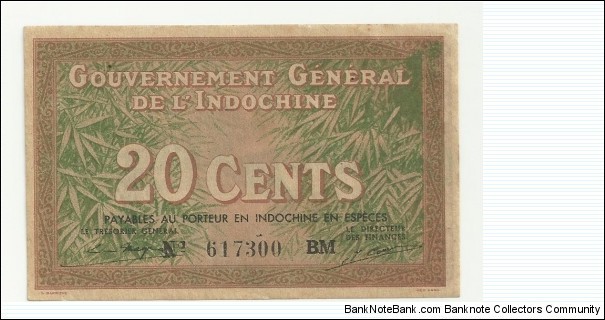 GOUVERNEMENT GÉNÉRAL
DE L'INDOCHINE
20 CENTS
PAYABLES AU PORTEUR EN INDOCHINE EN ESPÈCES
LE TRÉSORIER GÉNÉRAL
LE DIRECTEUR
DES FINANCES
Nº 617300 BM
BankNoteBank.com Banknote Collectors Community